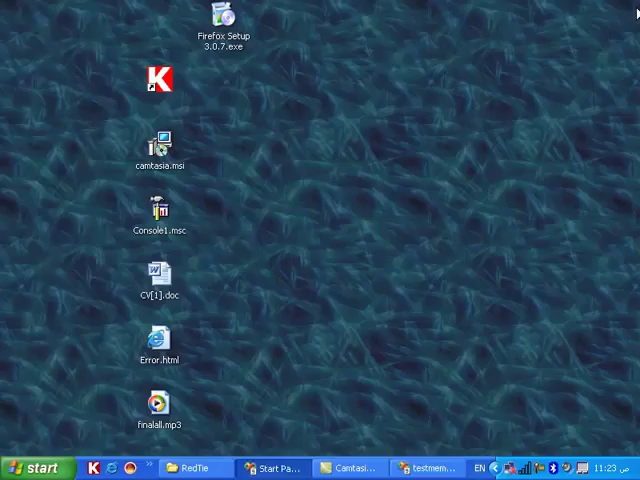 Firefox Setup
3.0.7.exe
K
camtasia.msi
Console1.msc
CV[1].doc
Error.html
finalall.mp3
start
K
RedTie
Start Pa...
Camtasi...
testmem...
EN
11:23 ص